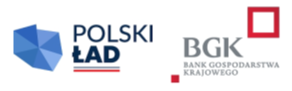 POLSKI
ŁAD
BGK
BANK GOSPODARSTWA
KRAJOWEGO